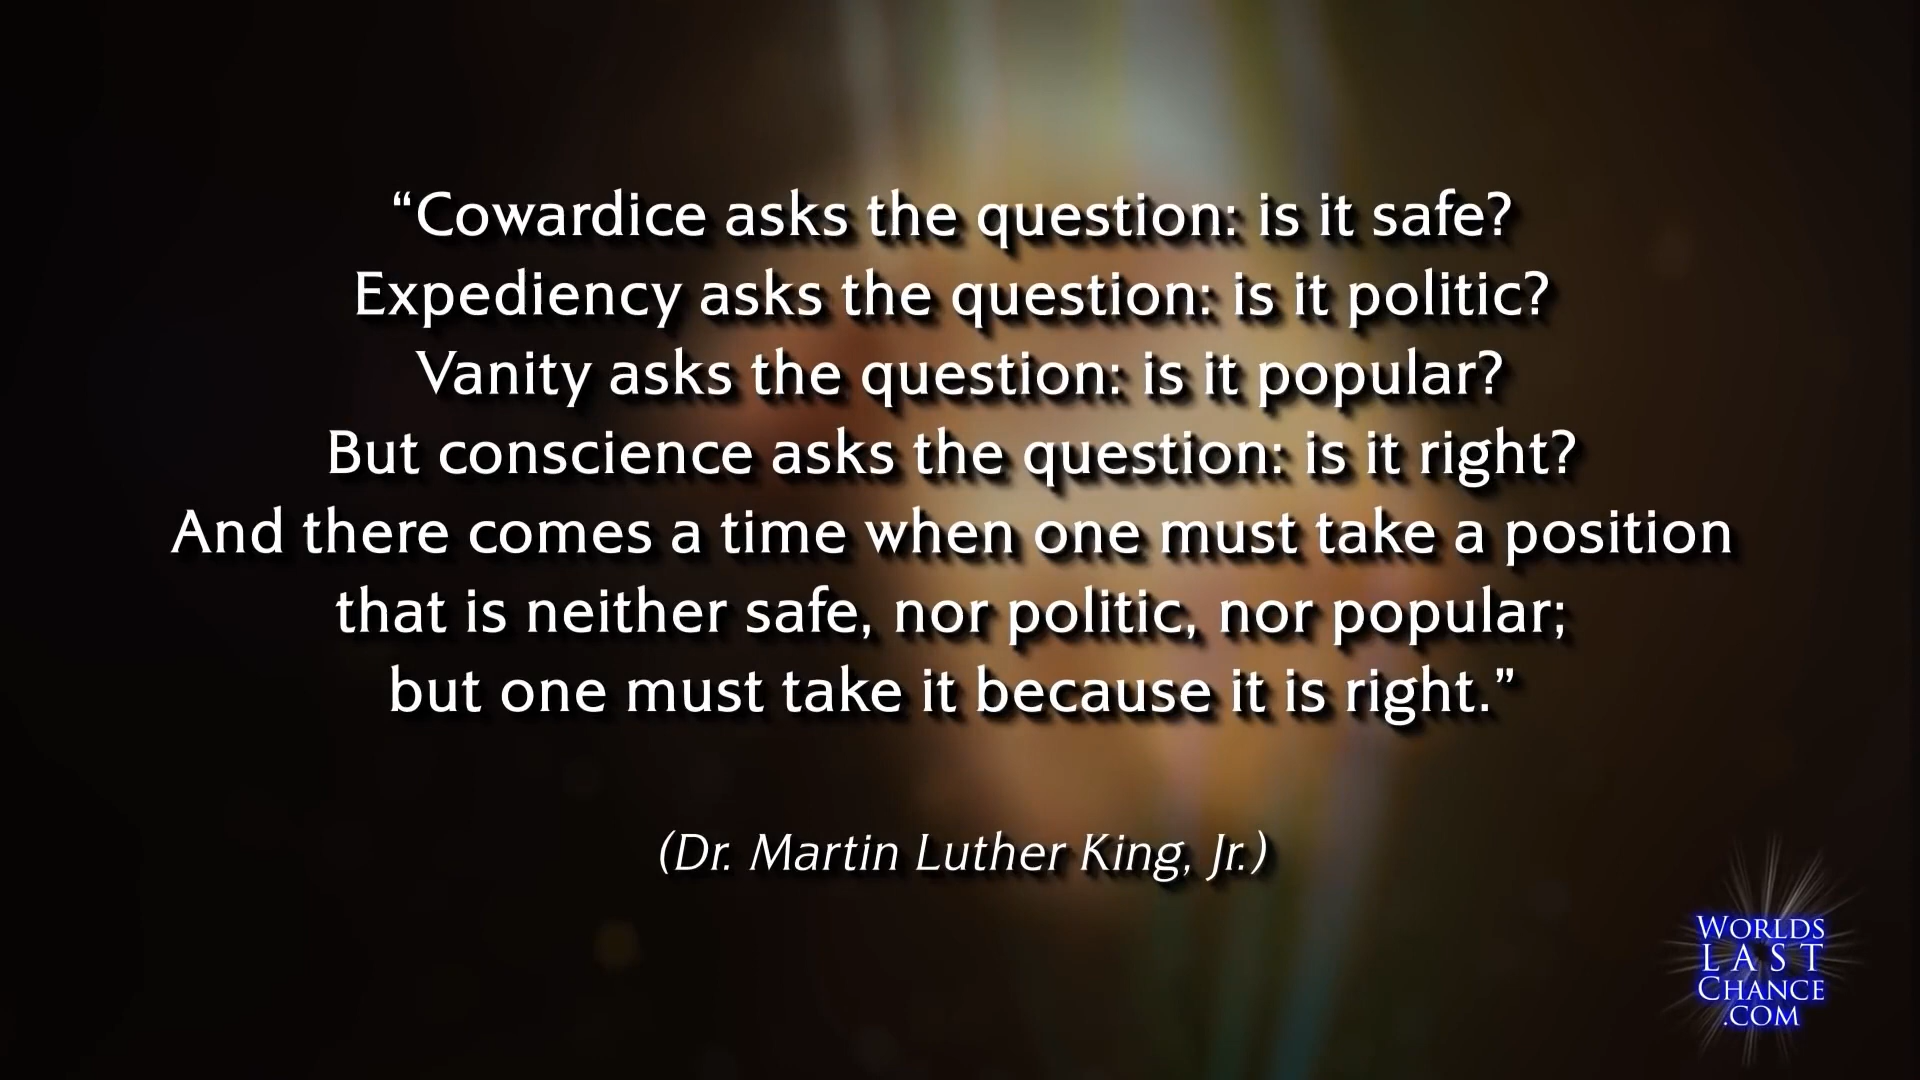 “Cowardice asks the question: is it safe?
Expediency asks the question: is it politic?
Vanity asks the question: is it popular?
But conscience asks the question: is it right?
And there comes a time when one must take a position
that is neither safe, nor politic, nor popular;
but one must take it because it is right.”
(Dr. Martin Luther King, Jr.)
WORLDS
LAST
CHANCE
.COM